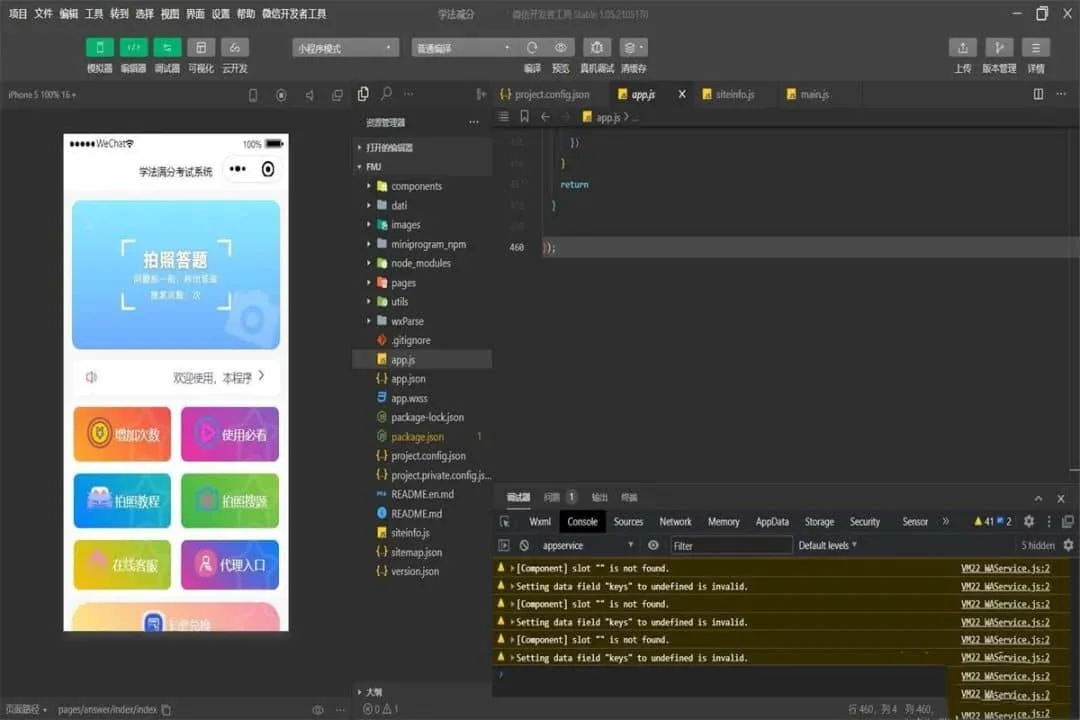 项目 文件 编辑 工具 转到 选择 视图 界面 设置 帮助 微信开发者工具
学法减分
微信开发者工具 Stable 1.05.2105170
小程序模式
普通编译
模拟器 编辑器 调试器 可视化 云开发
编译 预览 真机调试 清缓存
上传 版本管理 详情
iPhone 5 100% 16
project.config.json
app.js
siteinfo.js
main.js
资源管理器
app.js
打开的编辑器
FMU
components
dati
images
miniprogram_npm
node_modules
pages
utils
wxParse
.gitignore
app.js
app.json
app.wxss
package-lock.json
package.json 1
project.config.json
project.private.config.js...
README.en.md
README.md
siteinfo.js
sitemap.json
version.json
大纲
})
}
return
}
460 });
WeChat
100%
学法满分考试系统
拍照答题
欢迎使用，本程序
增加次数
使用必看
拍照教程
拍照搜题
在线客服
代理入口
调试器 问题 1 输出 终端
Wxml Console Sources Network Memory AppData Storage Security Sensor 41 2
appservice
Filter
Default levels
5 hidden
[Component] slot "" is not found. VM22 WAService.js:2
Setting data field "keys" to undefined is invalid. VM22 WAService.js:2
[Component] slot "" is not found. VM22 WAService.js:2
Setting data field "keys" to undefined is invalid. VM22 WAService.js:2
[Component] slot "" is not found. VM22 WAService.js:2
Setting data field "keys" to undefined is invalid. VM22 WAService.js:2
VM22 WAService.js:2
VM22 WAService.js:2
VM22 WAService.js:2
页面路径 pages/answer/index/index
0 1
行 460，列 4